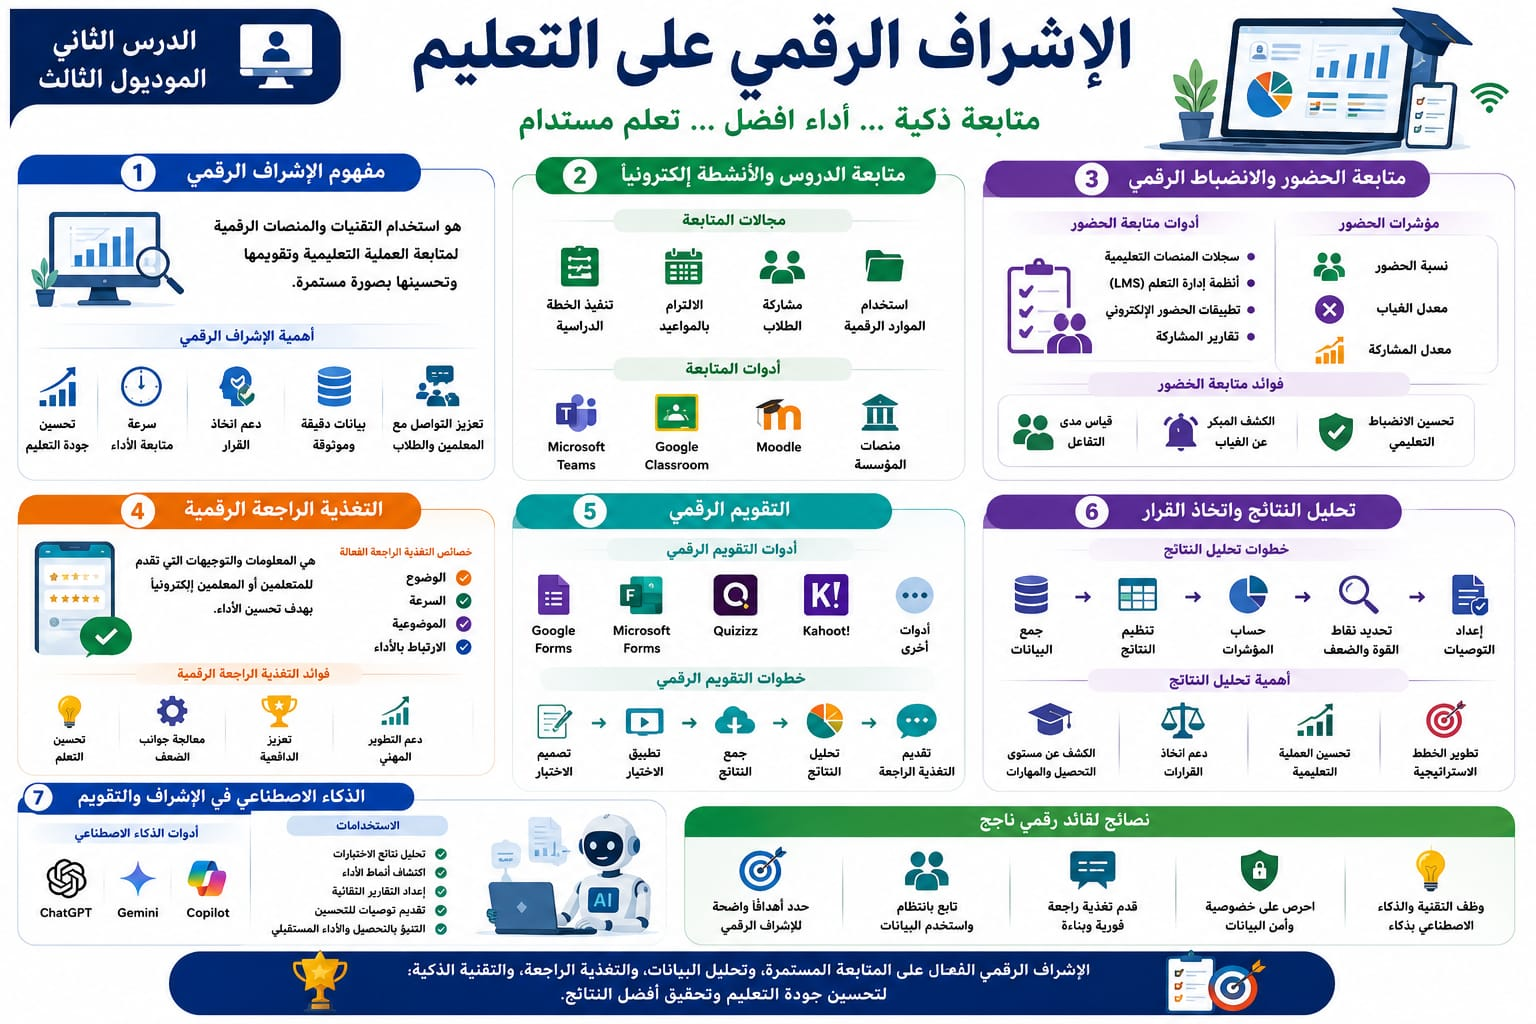 الدرس الثاني
الموديول الثالث
الإشراف الرقمي على التعليم
متابعة ذكية ... أداء افضل ... تعلم مستدام
1 مفهوم الإشراف الرقمي
هو استخدام التقنيات والمنصات الرقمية
لمتابعة العملية التعليمية وتقويمها
وتحسينها بصورة مستمرة.
أهمية الإشراف الرقمي
تحسين
جودة التعليم
سرعة
متابعة الأداء
دعم اتخاذ
القرار
بيانات دقيقة
وموثوقة
تعزيز التواصل مع
المعلمين والطلاب
2 متابعة الدروس والأنشطة إلكترونياً
مجالات المتابعة
تنفيذ الخطة
الدراسية
الالتزام
بالمواعيد
مشاركة
الطلاب
استخدام
الموارد الرقمية
أدوات المتابعة
Microsoft
Teams
Google
Classroom
Moodle
منصات
المؤسسة
3 متابعة الحضور والانضباط الرقمي
أدوات متابعة الحضور
سجلات المنصات التعليمية
أنظمة إدارة التعلم (LMS)
تطبيقات الحضور الإلكتروني
تقارير المشاركة
مؤشرات الحضور
نسبة الحضور
معدل الغياب
معدل المشاركة
فوائد متابعة الخضور
قياس مدى
التفاعل
الكشف المبكر
عن الغياب
تحسين الانضباط
التعليمي
4 التغذية الراجعة الرقمية
هي المعلومات والتوجيهات التي تقدم
للمتعلمين أو المعلمين إلكترونياً
بهدف تحسين الأداء.
خصائص التغذية الراجعة الفعالة
الوضوع
السرعة
الموضوعية
الارتباط بالأداء
فوائد التغذية الراجعة الرقمية
تحسين
التعلم
معالجة جوانب
الضعف
تعزيز
الدافعية
دعم التطوير
المهني
5 التقويم الرقمي
أدوات التقويم الرقمي
Google
Forms
Microsoft
Forms
Quizizz
K!
Kahoot!
أدوات
أخرى
خطوات التقويم الرقمي
تصميم
الاختبار
تطبيق
الاختيار
جمع
النتائج
تحليل
النتائج
تقديم
التغذية الراجعة
6 تحليل النتائج واتخاذ القرار
خطوات تحليل النتائج
جمع
البيانات
تنظيم
النتائج
حساب
المؤشرات
تحديد نقاط
القوة والضعف
إعداد
التوصيات
أهمية تحليل النتائج
الكشف عن مستوى
التحصيل والمهارات
دعم اتخاذ
القرارات
تحسين العملية
التعليمية
تطوير الخطط
الاستراتيجية
7 الذكاء الاصطناعي في الإشراف والتقويم
أدوات الذكاء الاصطناعي
ChatGPT
Gemini
Copilot
الاستخدامات
تحليل نتائج الاختبارات
اكتشاف أنماط الأداء
إعداد التقارير التقائية
تقديم توصيات للتحسين
التنبؤ بالتحصيل والأداء المستقبلي
AI
نصائح لقائد رقمي ناجح
حدد أهدافاً واضحة
للإشراف الرقمي
تابع بانتظام
واستخدم البيانات
قدم تغذية راجعة
فورية وبناءة
احرص على خصوصية
وأمن البيانات
وظف التقنية والذكاء
الاصطناعي بذكاء
الإشراف الرقمي الفعال على المتابعة المستمرة، وتحليل البيانات، والتغذية الراجعة، والتقنية الذكية:
لتحسين جودة التعليم وتحقيق أفضل النتائج.